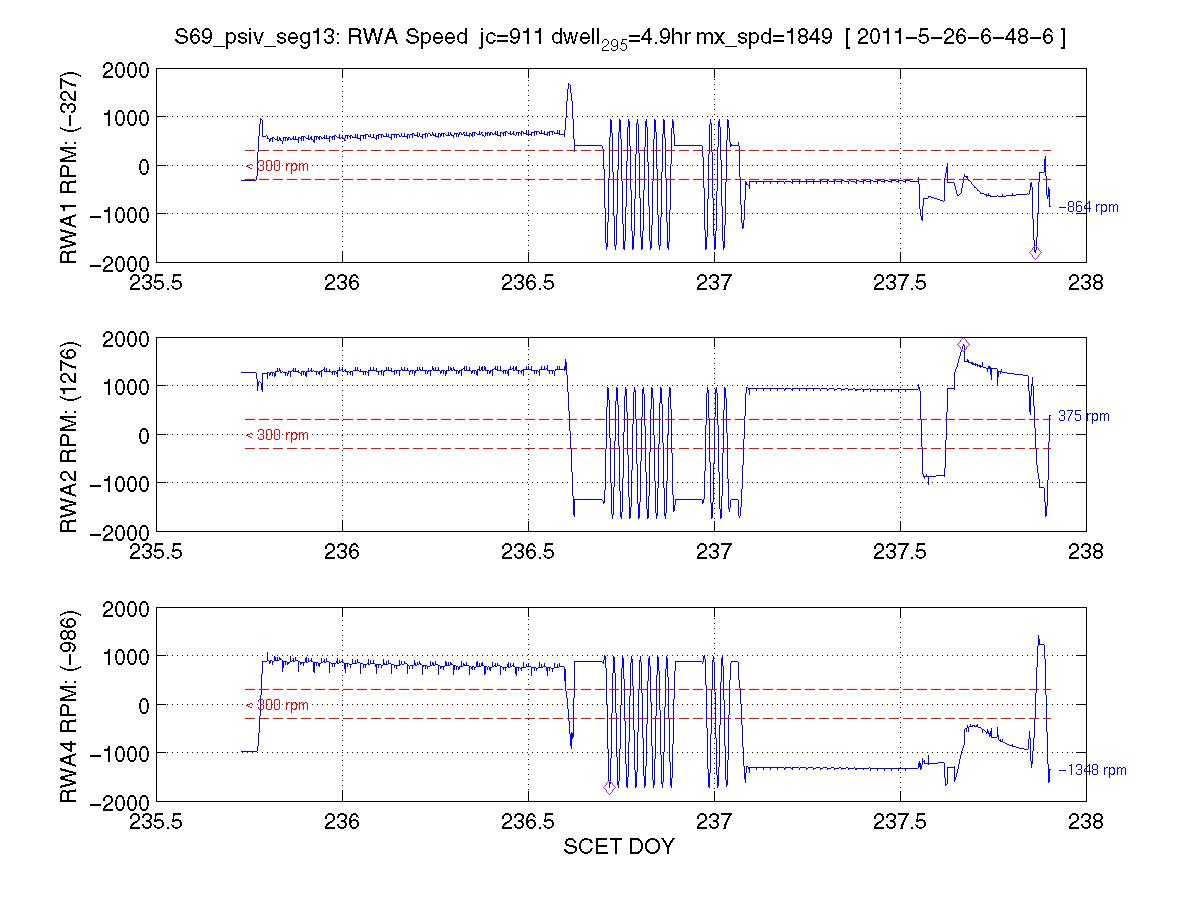 S69_psiv_seg13: RWA Speed jc=911 dwell295=4.9hr mx_spd=1849 [ 2011−5−26−6−48−6 ]
RWA1 RPM: (−327)
2000
1000
0
−1000
−2000
< 300 rpm
−864 rpm
235.5 236 236.5 237 237.5 238
RWA2 RPM: (1276)
2000
1000
0
−1000
−2000
< 300 rpm
375 rpm
235.5 236 236.5 237 237.5 238
RWA4 RPM: (−986)
2000
1000
0
−1000
−2000
< 300 rpm
−1348 rpm
235.5 236 236.5 237 237.5 238
SCET DOY